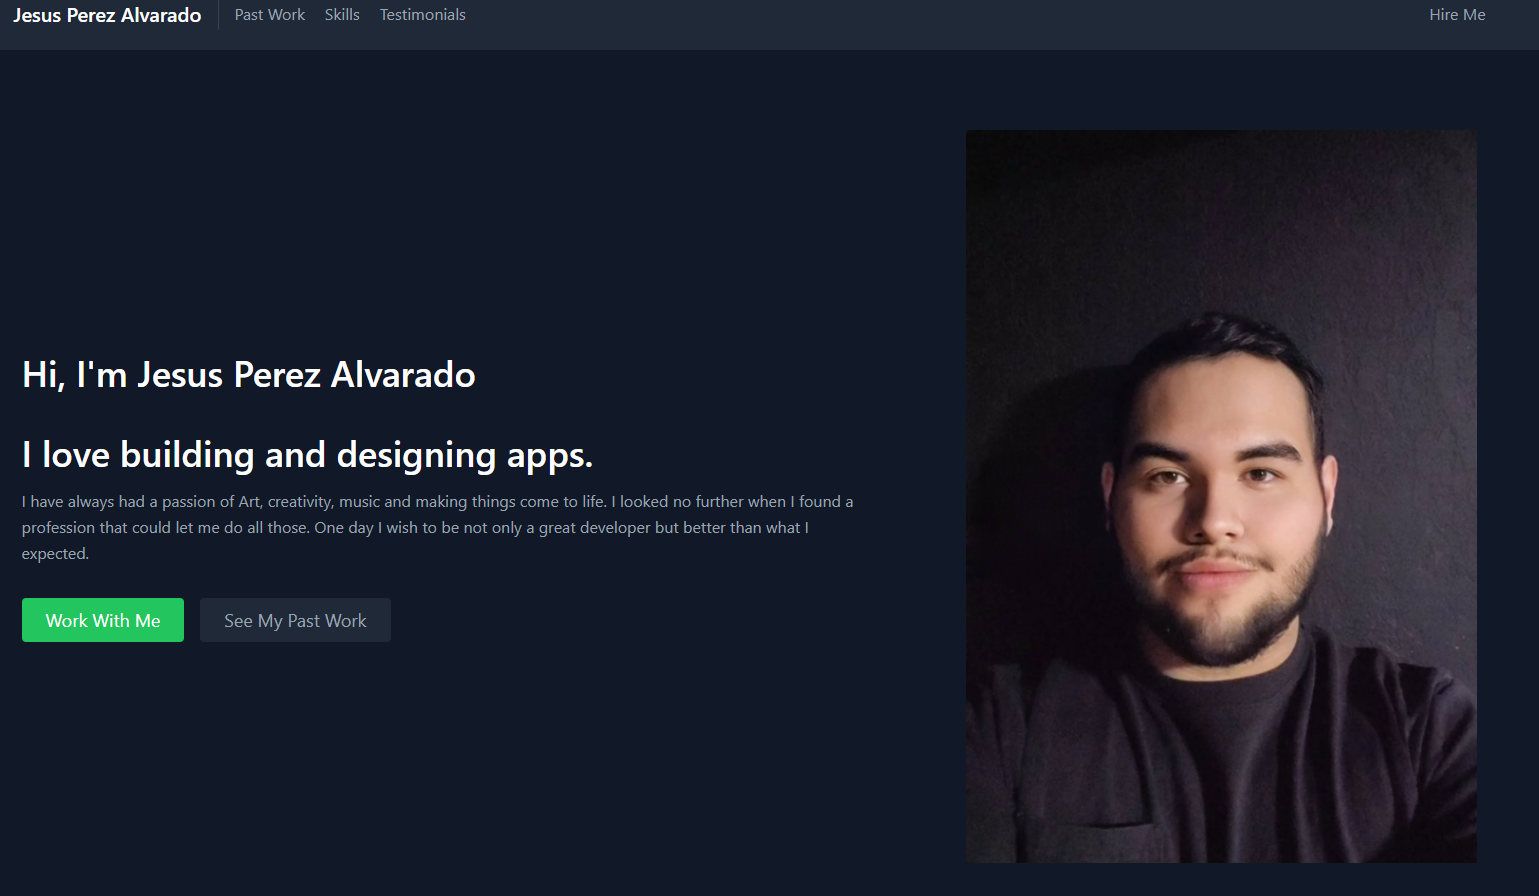 Jesus Perez Alvarado Past Work Skills Testimonials Hire Me
Hi, I'm Jesus Perez Alvarado
I love building and designing apps.
I have always had a passion of Art, creativity, music and making things come to life. I looked no further when I found a
profession that could let me do all those. One day I wish to be not only a great developer but better than what I
expected.
Work With Me See My Past Work